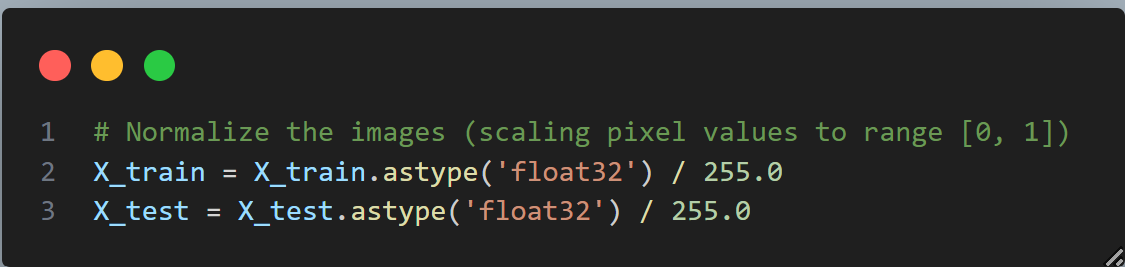 1 # Normalize the images (scaling pixel values to range [0, 1])
2 X_train = X_train.astype('float32') / 255.0
3 X_test = X_test.astype('float32') / 255.0